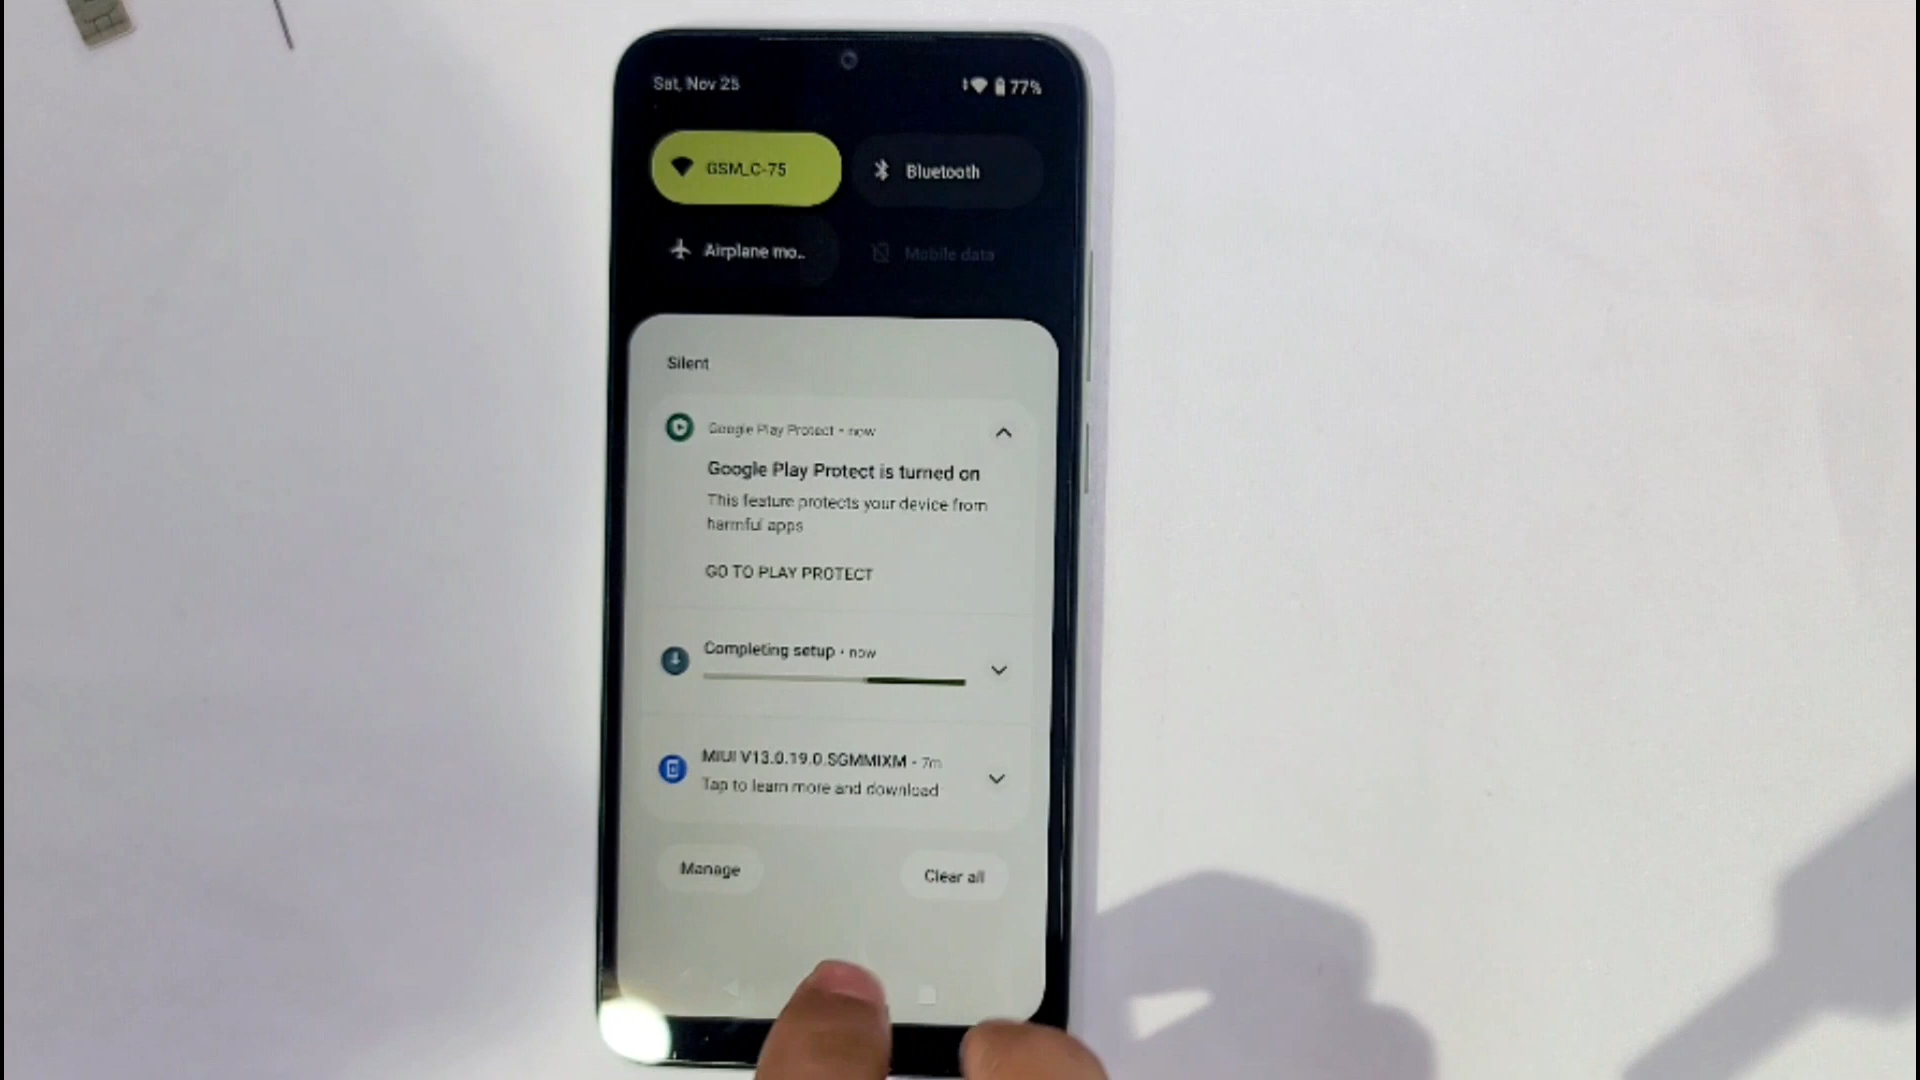 Sat, Nov 25
77%
GSM_C-75
Bluetooth
Airplane mo..
Mobile data
Silent
Google Play Protect • now
Google Play Protect is turned on
This feature protects your device from
harmful apps
GO TO PLAY PROTECT
Completing setup • now
MIUI V13.0.19.0.SGMMIXM • 7m
Tap to learn more and download
Manage
Clear all